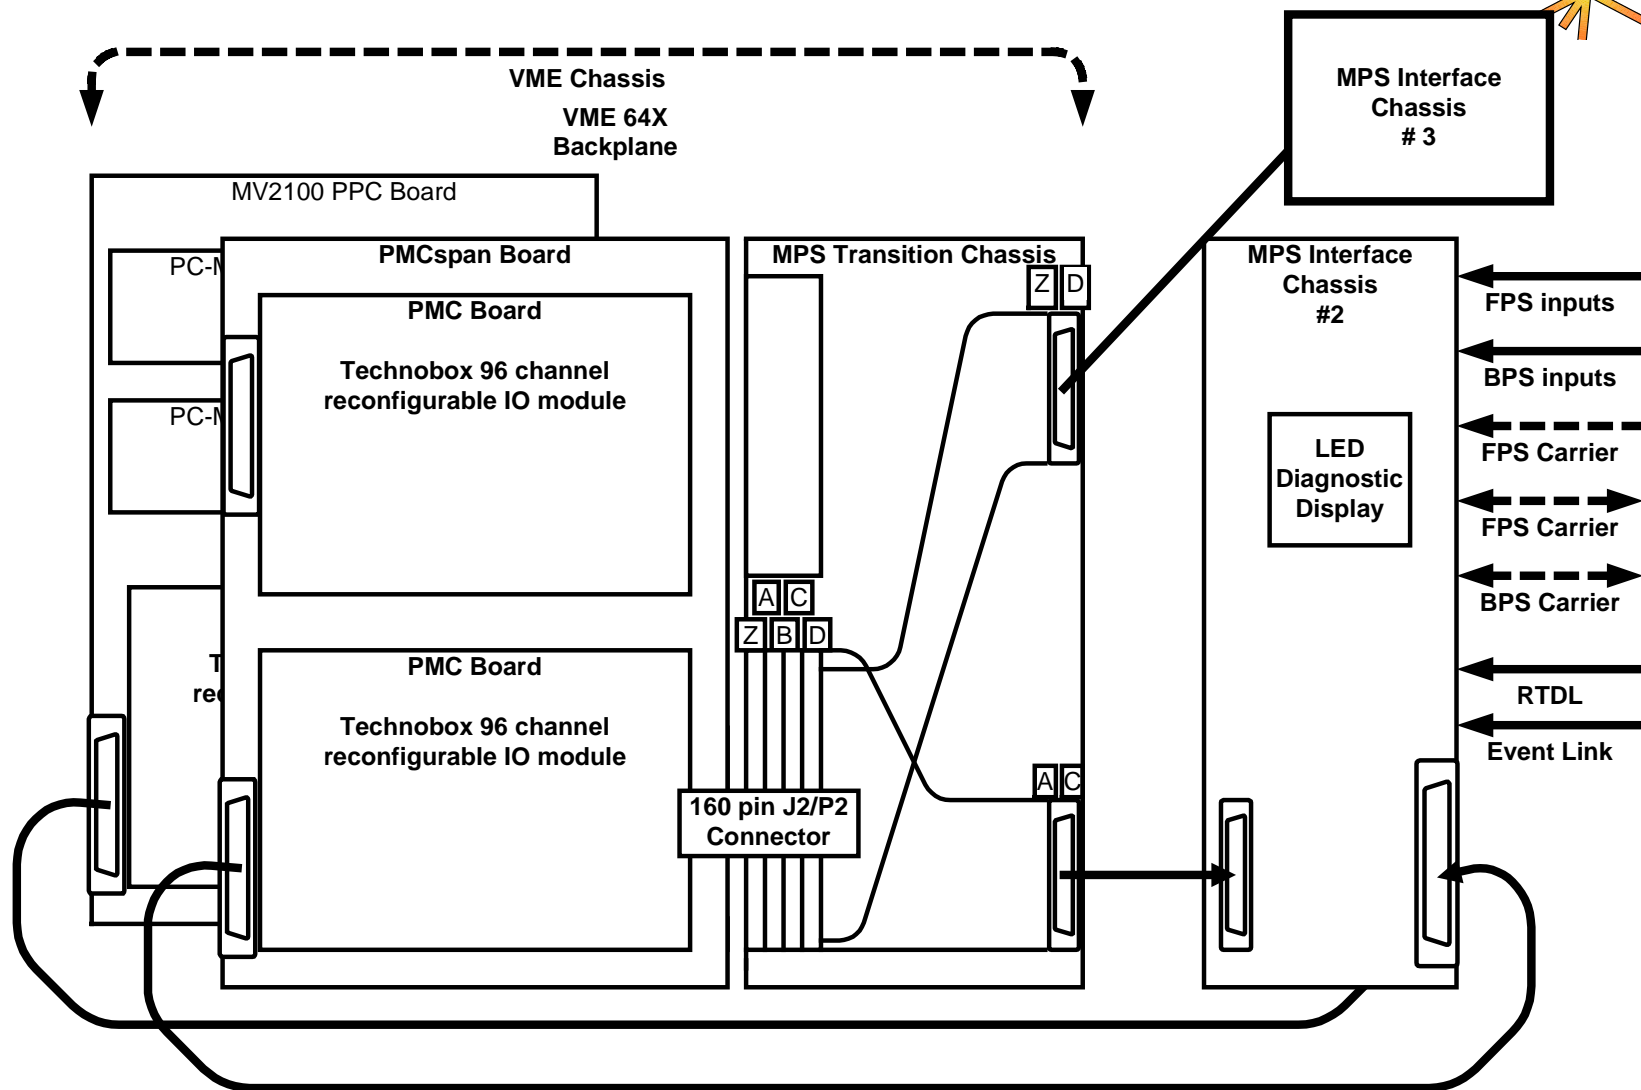 VME Chassis
VME 64X
Backplane
MPS Interface
Chassis
# 3
MV2100 PPC Board
PC-M
PC-M
PMCspan Board
PMC Board
Technobox 96 channel
reconfigurable IO module
PMC Board
Technobox 96 channel
reconfigurable IO module
T
rec
MPS Transition Chassis
Z D
A C
Z B D
A C
160 pin J2/P2
Connector
MPS Interface
Chassis
#2
LED
Diagnostic
Display
FPS inputs
BPS inputs
FPS Carrier
FPS Carrier
BPS Carrier
RTDL
Event Link